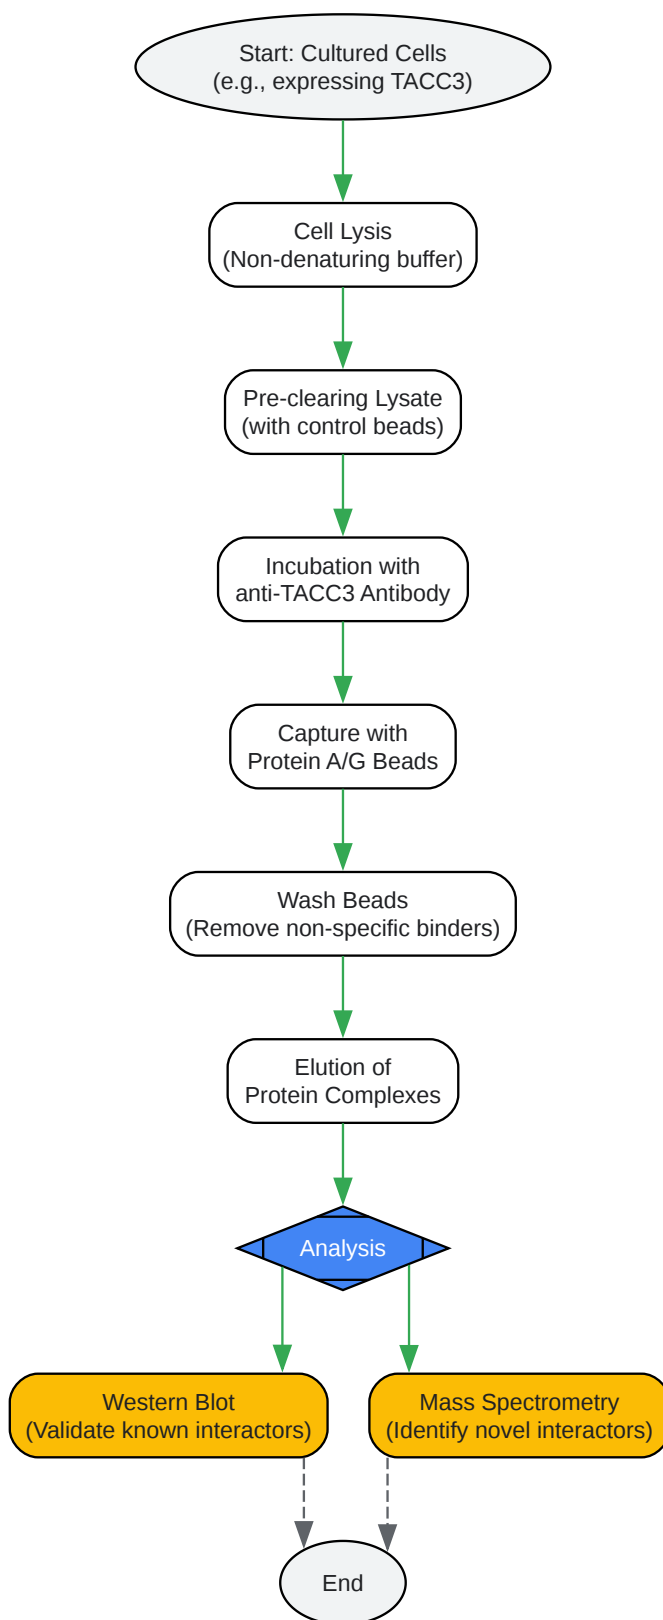 Start: Cultured Cells
(e.g., expressing TACC3)
Cell Lysis
(Non-denaturing buffer)
Pre-clearing Lysate
(with control beads)
Incubation with
anti-TACC3 Antibody
Capture with
Protein A/G Beads
Wash Beads
(Remove non-specific binders)
Elution of
Protein Complexes
Analysis
Western Blot
(Validate known interactors)
Mass Spectrometry
(Identify novel interactors)
End